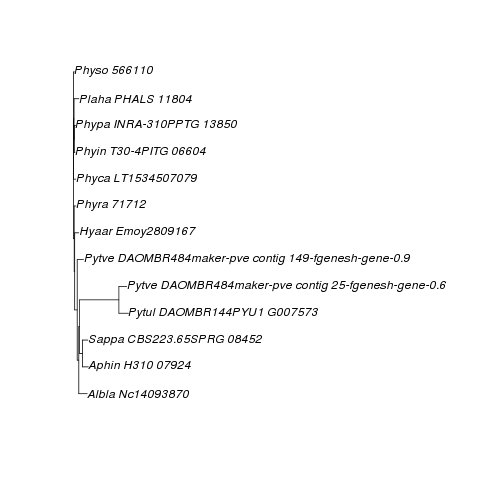 Physo 566110
Plaha PHALS 11804
Phypa INRA-310PPTG 13850
Phyin T30-4PITG 06604
Phyca LT1534507079
Phyra 71712
Hyaar Emoy2809167
Pytve DAOMBR484maker-pve contig 149-fgenesh-gene-0.9
Pytve DAOMBR484maker-pve contig 25-fgenesh-gene-0.6
Pytul DAOMBR144PYU1 G007573
Sappa CBS223.65SPRG 08452
Aphin H310 07924
Albla Nc14093870